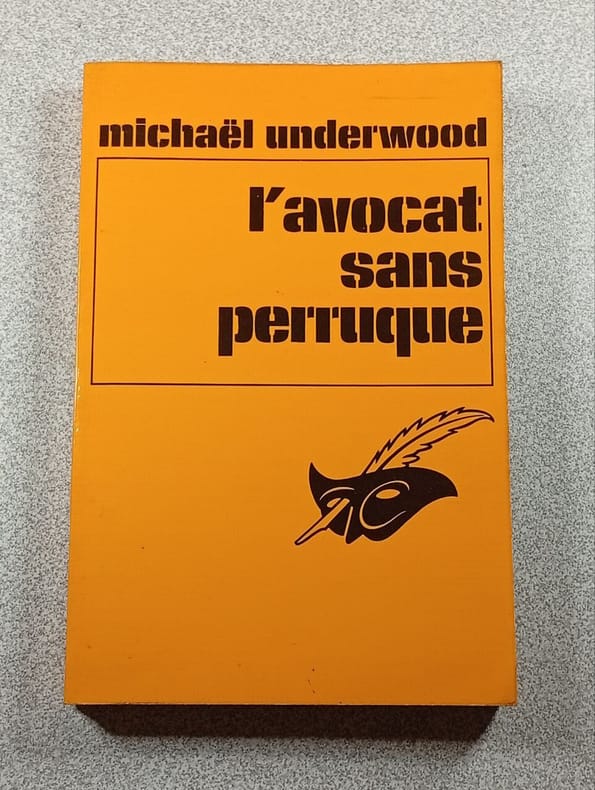 michaël underwood
l'avocat
sans
perruque